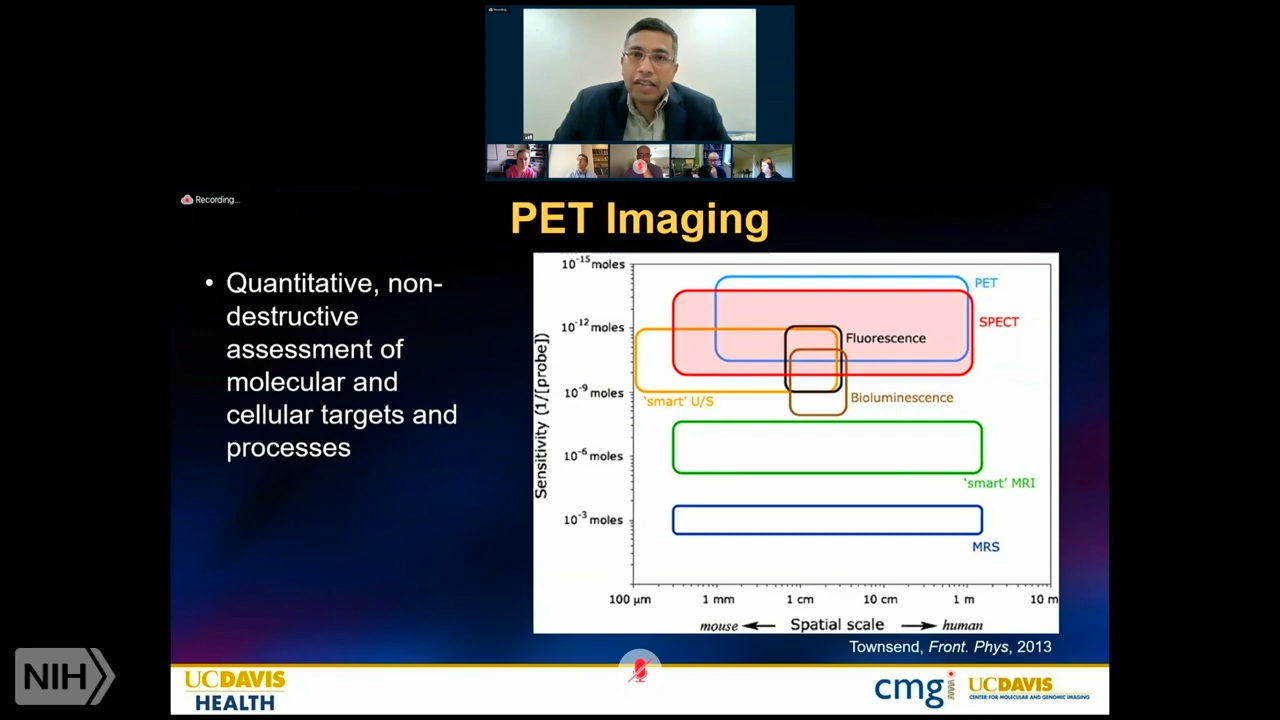 Recording...
Recording...
PET Imaging
• Quantitative, non-
destructive
assessment of
molecular and
cellular targets and
processes
10-15 moles
10-12 moles
10-9 moles
10-6 moles
10-3 moles
Sensitivity (1/[probe])
PET
SPECT
Fluorescence
'smart' U/S
Bioluminescence
'smart' MRI
MRS
100 µm
1 mm
1 cm
10 cm
1 m
10 m
mouse
Spatial scale
human
Townsend, Front. Phys, 2013
NIH
UCDAVIS
HEALTH
cmgi
UCDAVIS
CENTER FOR MOLECULAR AND GENOMIC IMAGING